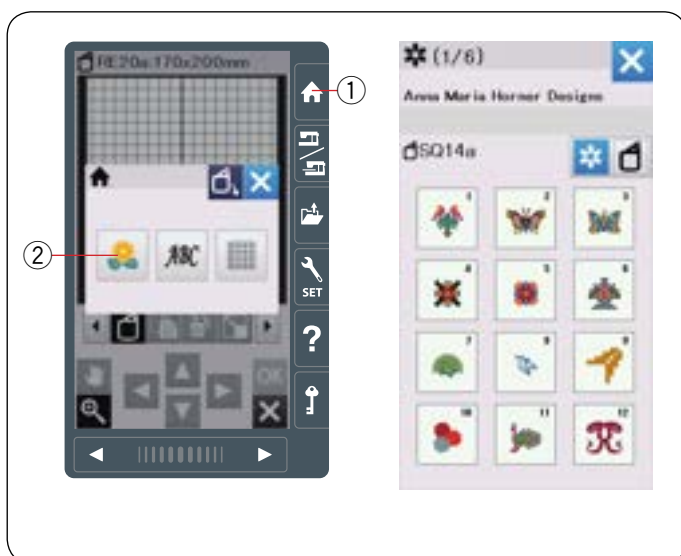 RE20a:170x200mm
1
ABC
2
SET
?
OK
(1/6)
Anna Maria Horner Designs
SQ14a
1 2 3
4 5 6
7 8 9
10 11 12